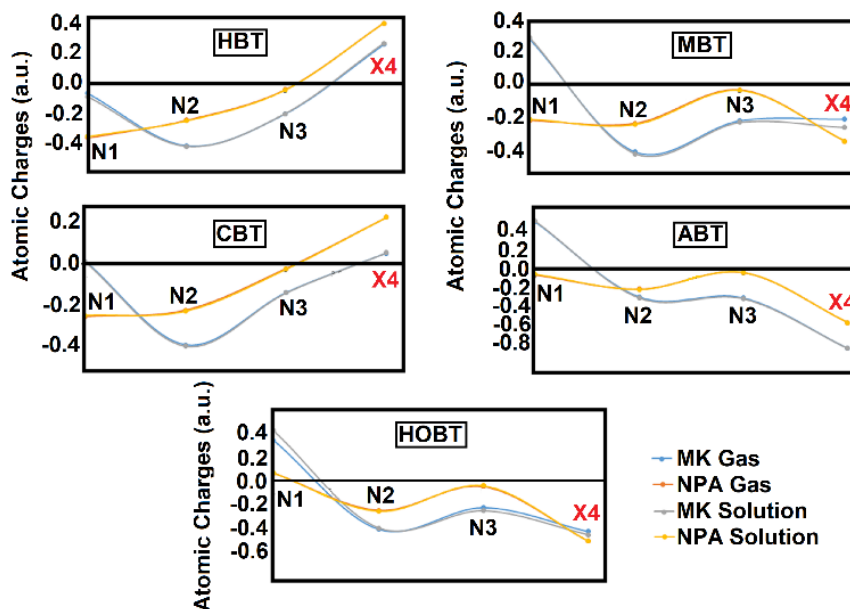 Atomic Charges (a.u.)
HBT
0.4
0.2
0.0
-0.2
-0.4
N1
N2
N3
X4
CBT
0.2
0.0
-0.2
-0.4
N1
N2
N3
X4
Atomic Charges (a.u.)
MBT
0.4
0.2
0.0
-0.2
-0.4
N1
N2
N3
X4
ABT
0.4
0.2
0.0
-0.2
-0.4
-0.6
-0.8
N1
N2
N3
X4
Atomic Charges (a.u.)
HOBT
0.4
0.2
0.0
-0.2
-0.4
-0.6
N1
N2
N3
X4
MK Gas
NPA Gas
MK Solution
NPA Solution